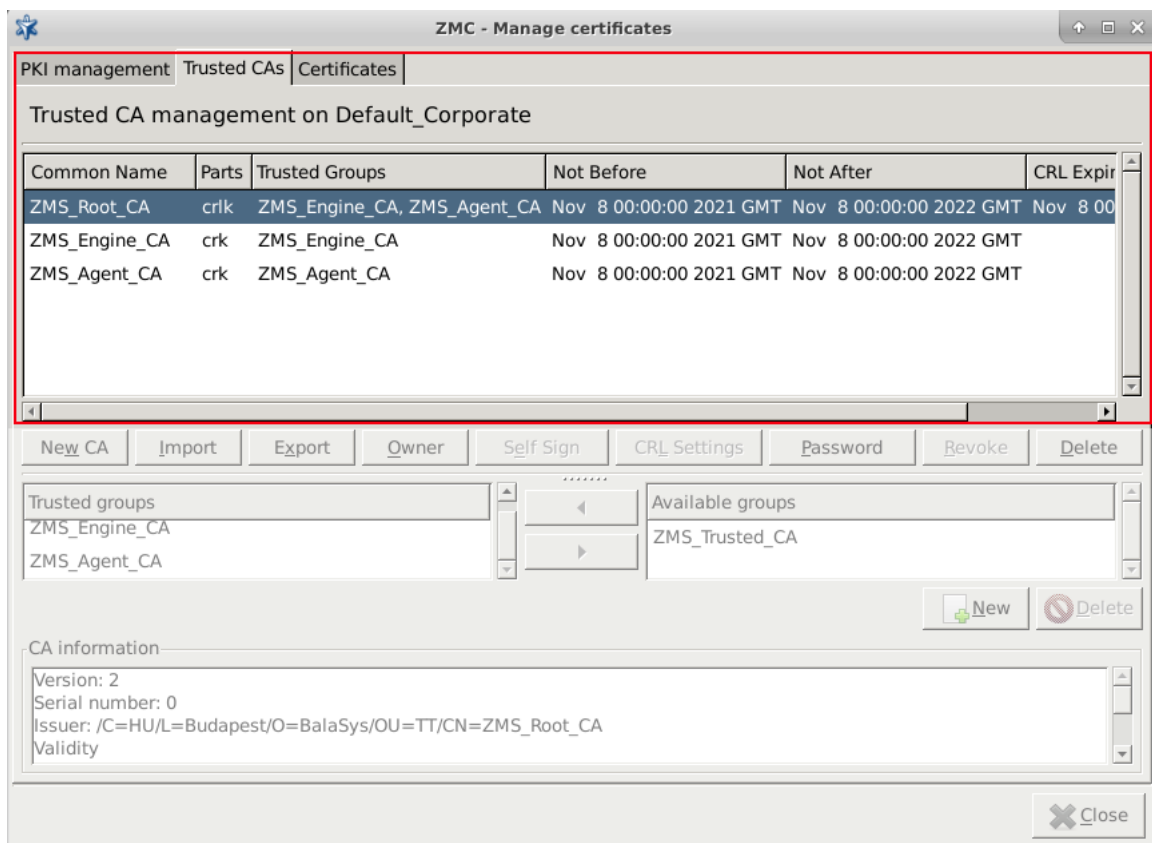 ZMC - Manage certificates
PKI management Trusted CAs Certificates
Trusted CA management on Default_Corporate
Common Name Parts Trusted Groups Not Before Not After CRL Expir
ZMS_Root_CA crlk ZMS_Engine_CA, ZMS_Agent_CA Nov 8 00:00:00 2021 GMT Nov 8 00:00:00 2022 GMT Nov 8 00
ZMS_Engine_CA crk ZMS_Engine_CA Nov 8 00:00:00 2021 GMT Nov 8 00:00:00 2022 GMT
ZMS_Agent_CA crk ZMS_Agent_CA Nov 8 00:00:00 2021 GMT Nov 8 00:00:00 2022 GMT
New CA Import Export Owner Self Sign CRL Settings Password Revoke Delete
Trusted groups Available groups
ZMS_Engine_CA ZMS_Trusted_CA
ZMS_Agent_CA
New Delete
CA information
Version: 2
Serial number: 0
Issuer: /C=HU/L=Budapest/O=BalaSys/OU=TT/CN=ZMS_Root_CA
Validity
Close